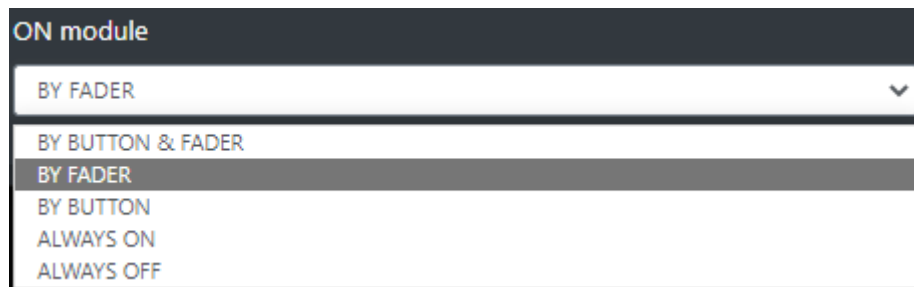 ON module
BY FADER
BY BUTTON & FADER
BY FADER
BY BUTTON
ALWAYS ON
ALWAYS OFF